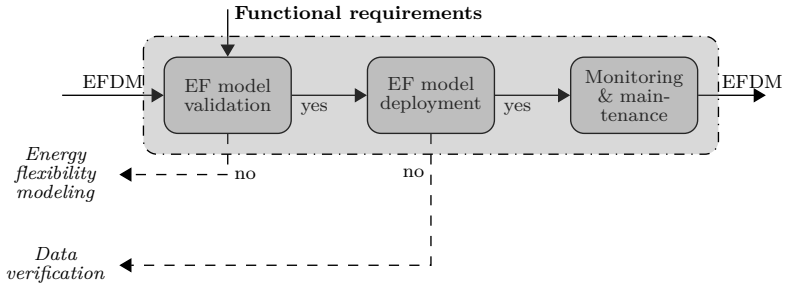 Functional requirements
EFDM
EF model
validation
yes
EF model
deployment
yes
Monitoring
& main-
tenance
EFDM
no
Energy
flexibility
modeling
no
Data
verification